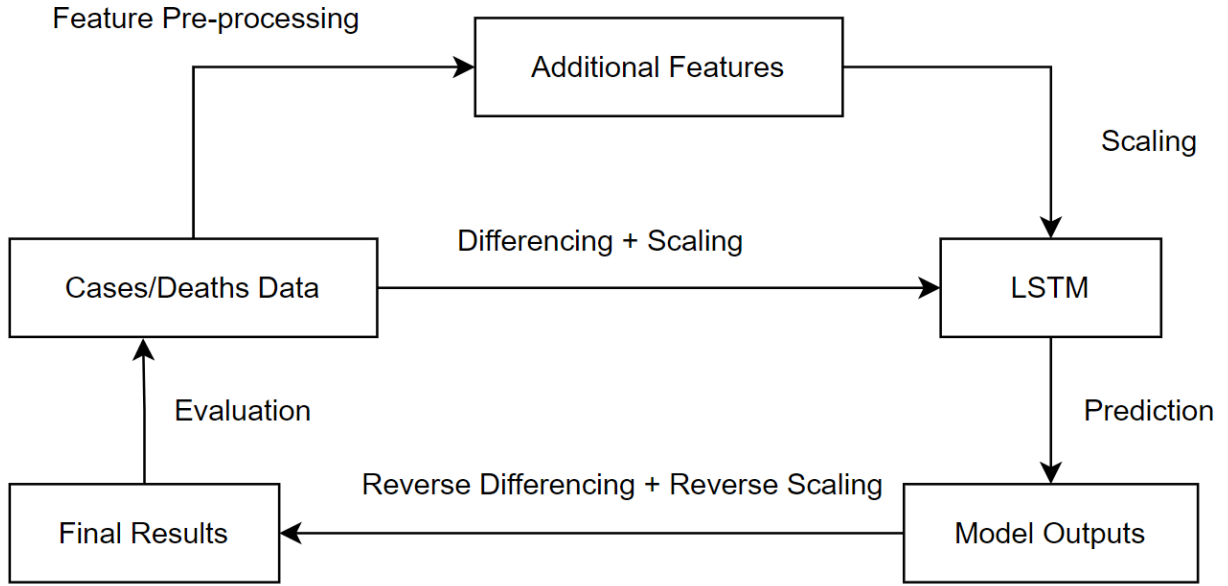 Feature Pre-processing
Additional Features
Scaling
Differencing + Scaling
Cases/Deaths Data
LSTM
Evaluation
Prediction
Reverse Differencing + Reverse Scaling
Final Results
Model Outputs